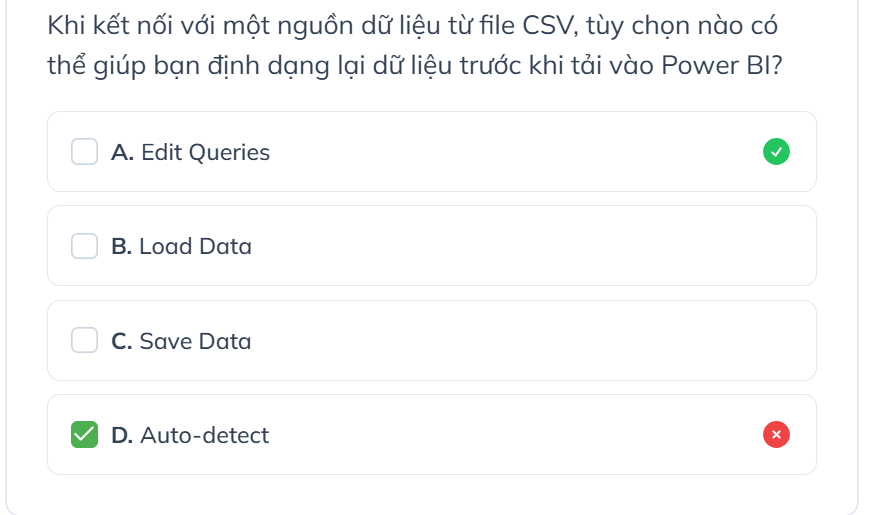 Khi kết nối với một nguồn dữ liệu từ file CSV, tùy chọn nào có
thể giúp bạn định dạng lại dữ liệu trước khi tải vào Power BI?
A. Edit Queries
B. Load Data
C. Save Data
D. Auto-detect